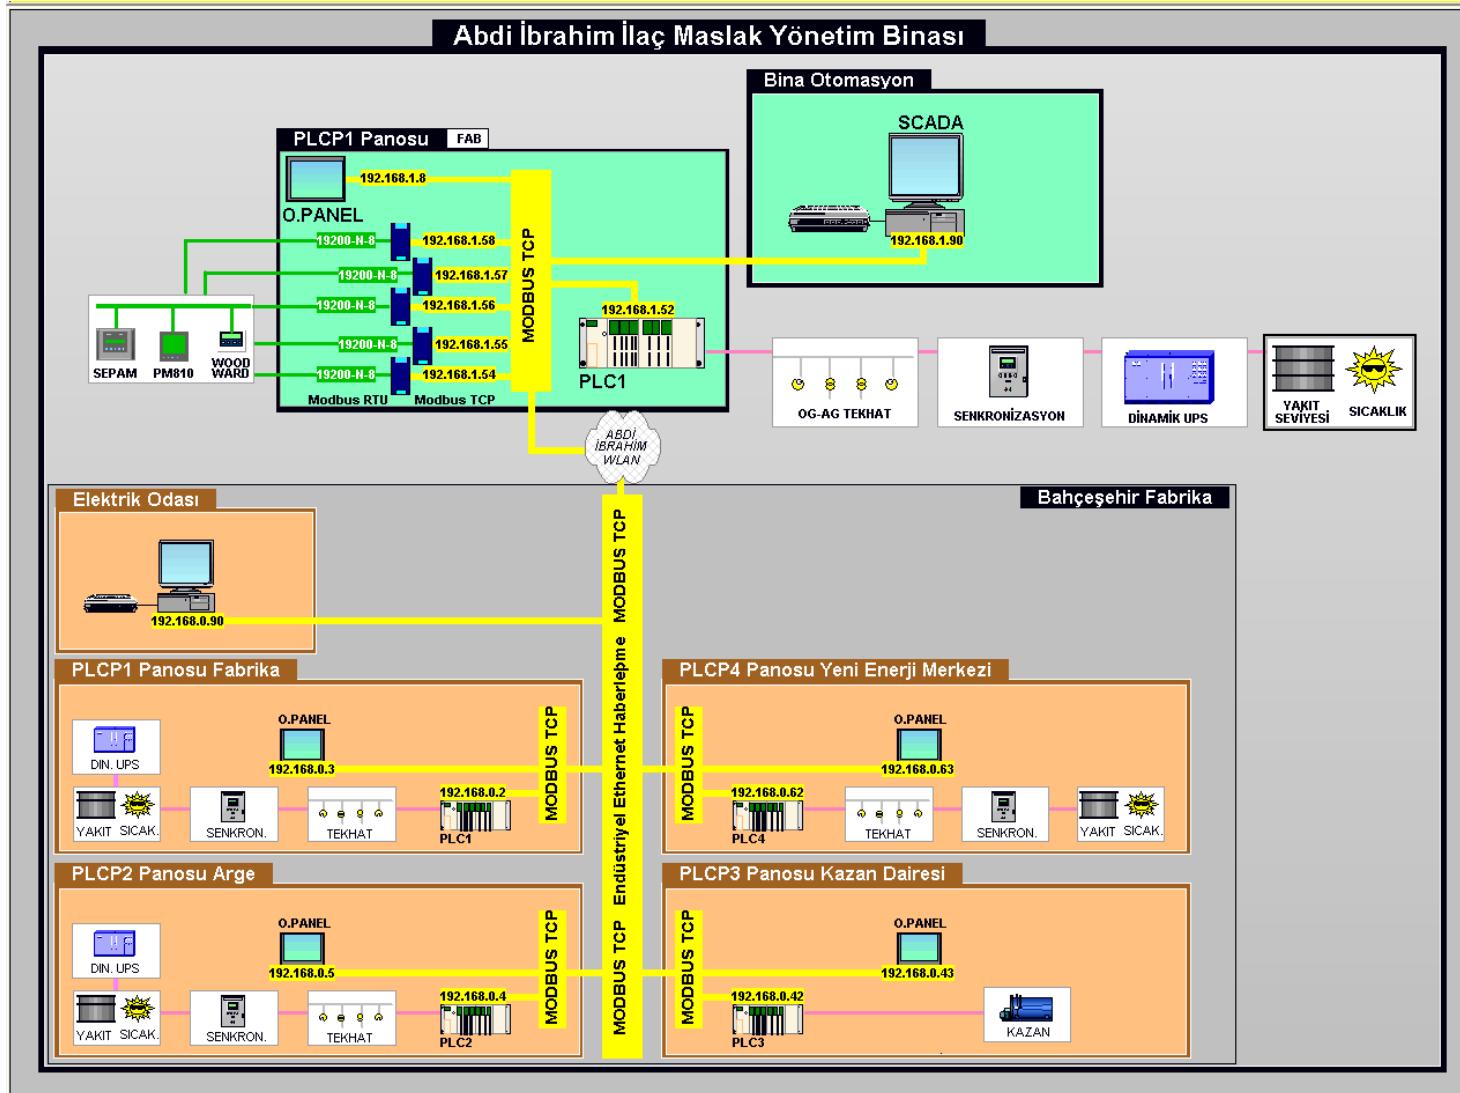 Abdi İbrahim İlaç Maslak Yönetim Binası
Bina Otomasyon
SCADA
192.168.1.90
PLCP1 Panosu
FAB
192.168.1.8
O.PANEL
19200-N-8
192.168.1.58
19200-N-8
192.168.1.57
19200-N-8
192.168.1.56
19200-N-8
192.168.1.55
19200-N-8
192.168.1.54
Modbus RTU
Modbus TCP
MODBUS TCP
192.168.1.52
PLC1
SEPAM
PM810
WOOD
WARD
OG-AG TEKHAT
SENKRONİZASYON
DİNAMİK UPS
YAKIT
SEVİYESİ
SICAKLIK
ABDİ
İBRAHİM
WLAN
Bahçeşehir Fabrika
Elektrik Odası
192.168.0.90
MODBUS TCP
Endüstriyel Ethernet Haberleþme
MODBUS TCP
PLCP1 Panosu Fabrika
O.PANEL
192.168.0.3
DIN. UPS
YAKIT
SICAK.
SENKRON.
TEKHAT
192.168.0.2
PLC1
MODBUS TCP
PLCP4 Panosu Yeni Enerji Merkezi
MODBUS TCP
O.PANEL
192.168.0.63
192.168.0.62
PLC4
TEKHAT
SENKRON.
YAKIT
SICAK.
PLCP2 Panosu Arge
O.PANEL
192.168.0.5
DIN. UPS
YAKIT
SICAK.
SENKRON.
TEKHAT
192.168.0.4
PLC2
MODBUS TCP
PLCP3 Panosu Kazan Dairesi
MODBUS TCP
O.PANEL
192.168.0.43
192.168.0.42
PLC3
KAZAN